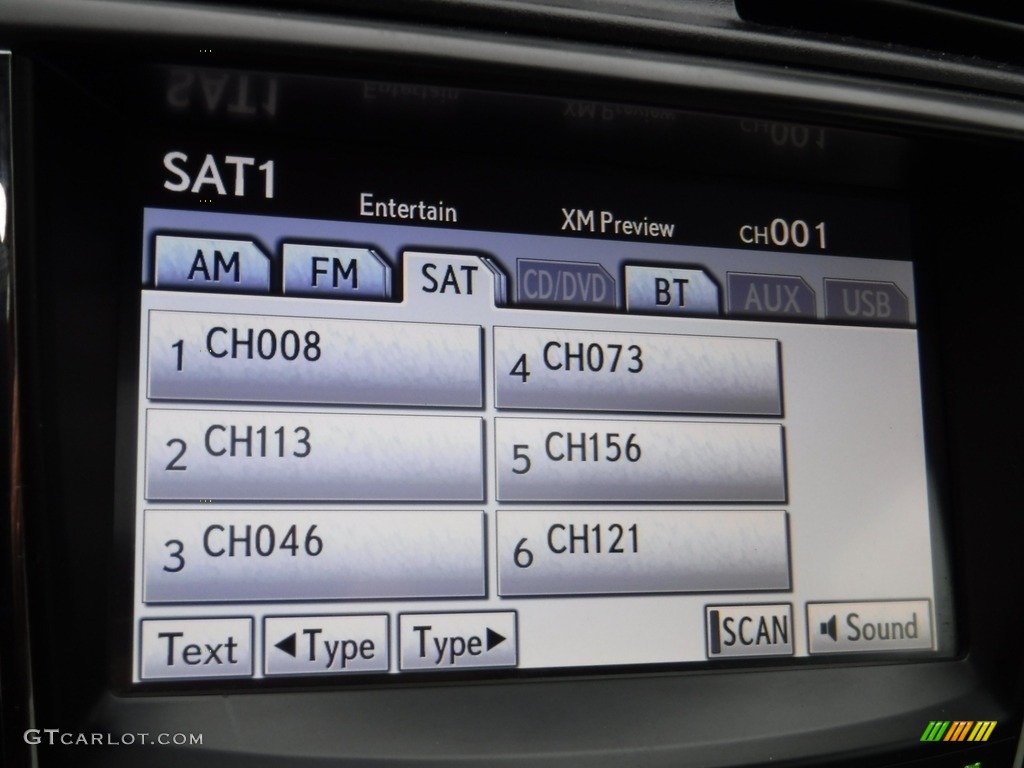 SAT1
Entertain XM Preview CH001
AM FM SAT CD/DVD BT AUX USB
1 CH008 4 CH073
2 CH113 5 CH156
3 CH046 6 CH121
Text ◀Type Type▶ SCAN Sound
GTCARLOT.COM